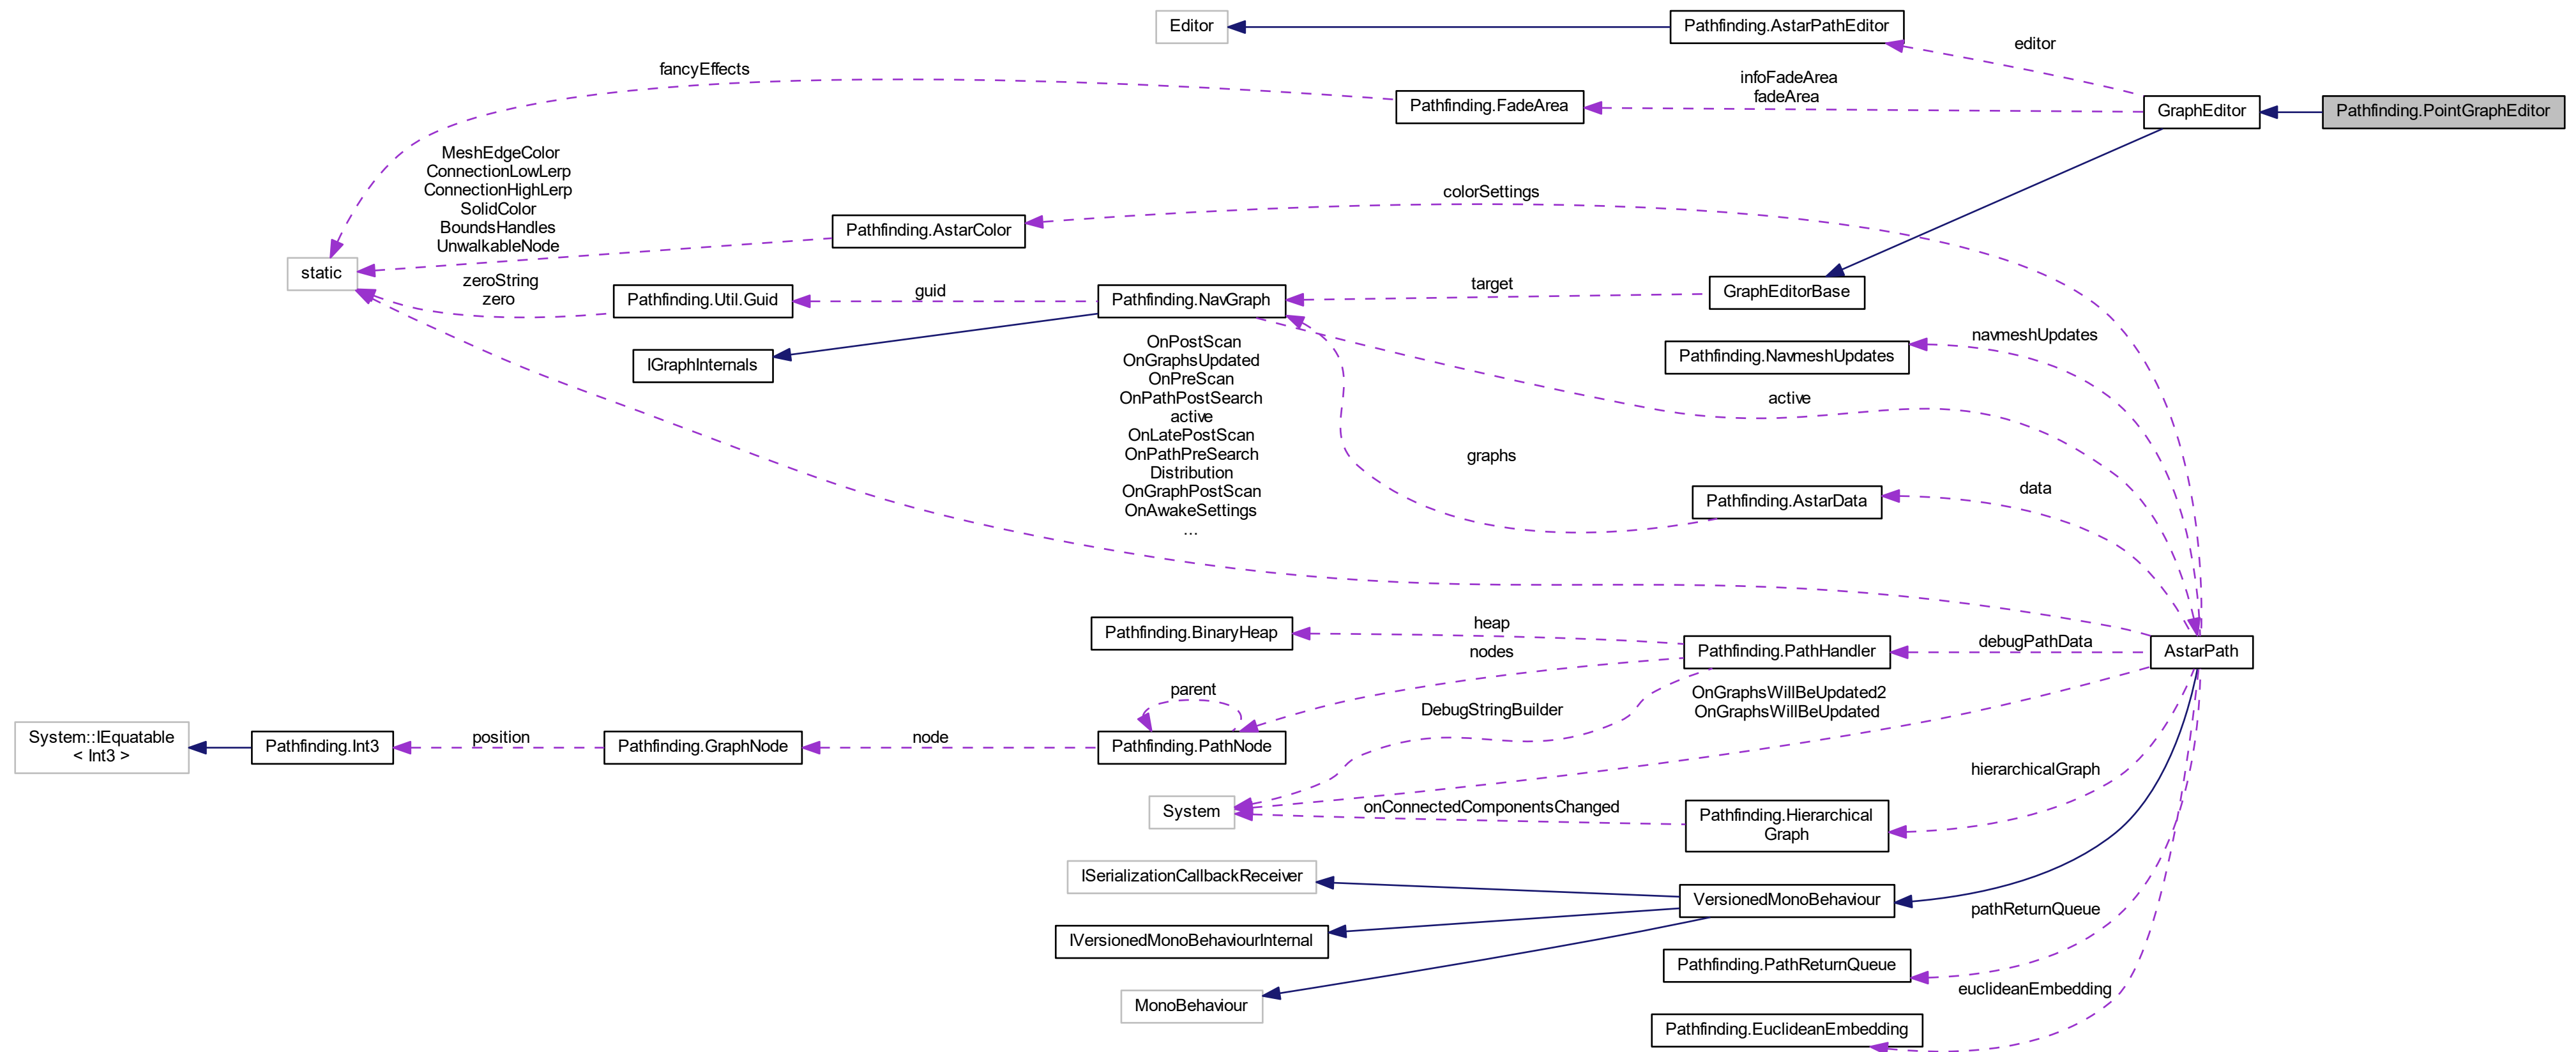 Editor
Pathfinding.AstarPathEditor
editor
fancyEffects
infoFadeArea
fadeArea
Pathfinding.FadeArea
GraphEditor
Pathfinding.PointGraphEditor
MeshEdgeColor
ConnectionLowLerp
ConnectionHighLerp
SolidColor
BoundsHandles
UnwalkableNode
colorSettings
Pathfinding.AstarColor
static
zeroString
zero
Pathfinding.Util.Guid
guid
Pathfinding.NavGraph
target
GraphEditorBase
IGraphInternals
navmeshUpdates
Pathfinding.NavmeshUpdates
OnPostScan
OnGraphsUpdated
OnPreScan
OnPathPostSearch
active
OnLatePostScan
OnPathPreSearch
Distribution
OnGraphPostScan
OnAwakeSettings
...
active
graphs
data
Pathfinding.AstarData
Pathfinding.BinaryHeap
heap
nodes
Pathfinding.PathHandler
debugPathData
AstarPath
parent
DebugStringBuilder
OnGraphsWillBeUpdated2
OnGraphsWillBeUpdated
System::IEquatable
< Int3 >
Pathfinding.Int3
position
Pathfinding.GraphNode
node
Pathfinding.PathNode
hierarchicalGraph
System
onConnectedComponentsChanged
Pathfinding.Hierarchical
Graph
ISerializationCallbackReceiver
VersionedMonoBehaviour
pathReturnQueue
IVersionedMonoBehaviourInternal
Pathfinding.PathReturnQueue
euclideanEmbedding
MonoBehaviour
Pathfinding.EuclideanEmbedding